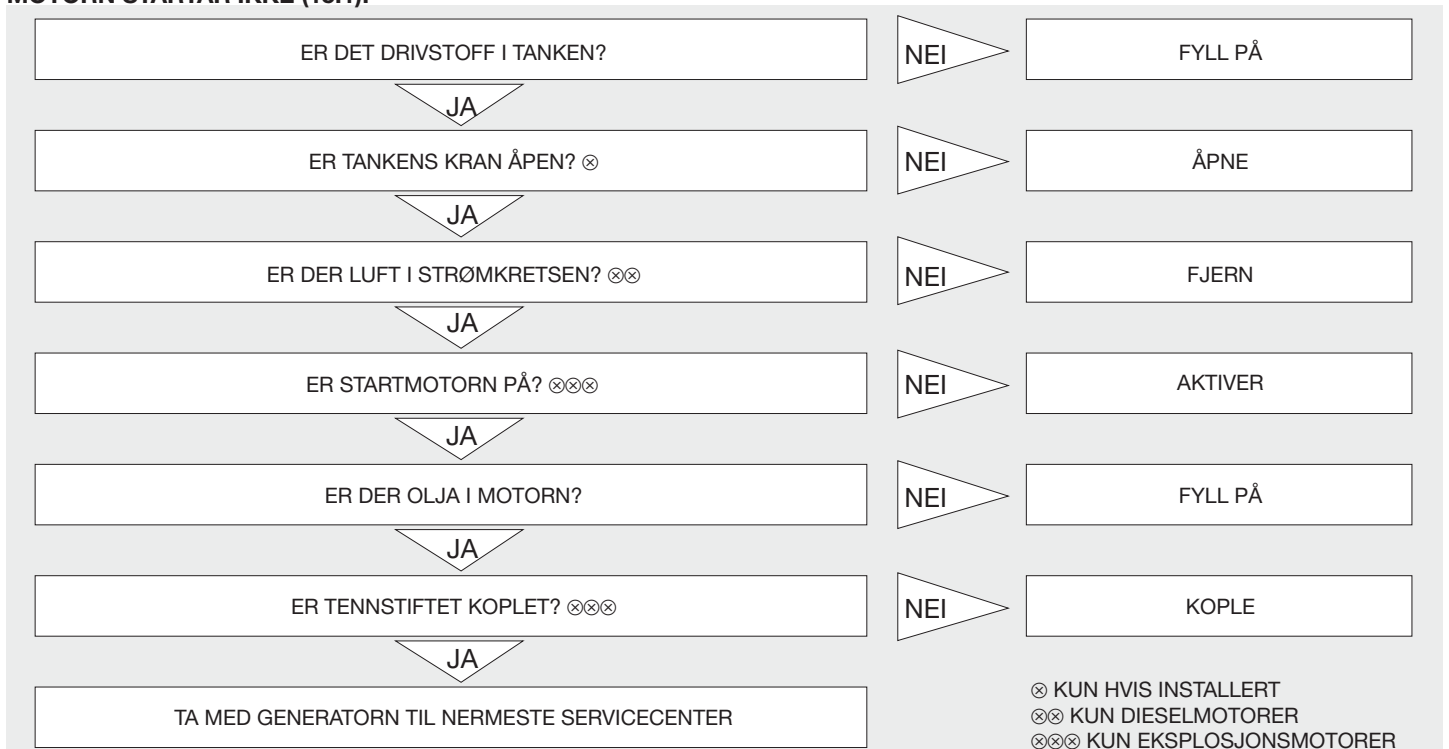 ER DET DRIVSTOFF I TANKEN?
NEI
FYLL PÅ
JA
ER TANKENS KRAN ÅPEN? ⊗
NEI
ÅPNE
JA
ER DER LUFT I STRØMKRETSEN? ⊗⊗
NEI
FJERN
JA
ER STARTMOTORN PÅ? ⊗⊗⊗
NEI
AKTIVER
JA
ER DER OLJA I MOTORN?
NEI
FYLL PÅ
JA
ER TENNSTIFTET KOPLET? ⊗⊗⊗
NEI
KOPLE
JA
TA MED GENERATORN TIL NERMESTE SERVICECENTER
⊗ KUN HVIS INSTALLERT
⊗⊗ KUN DIESELMOTORER
⊗⊗⊗ KUN EKSPLOSJONSMOTORER